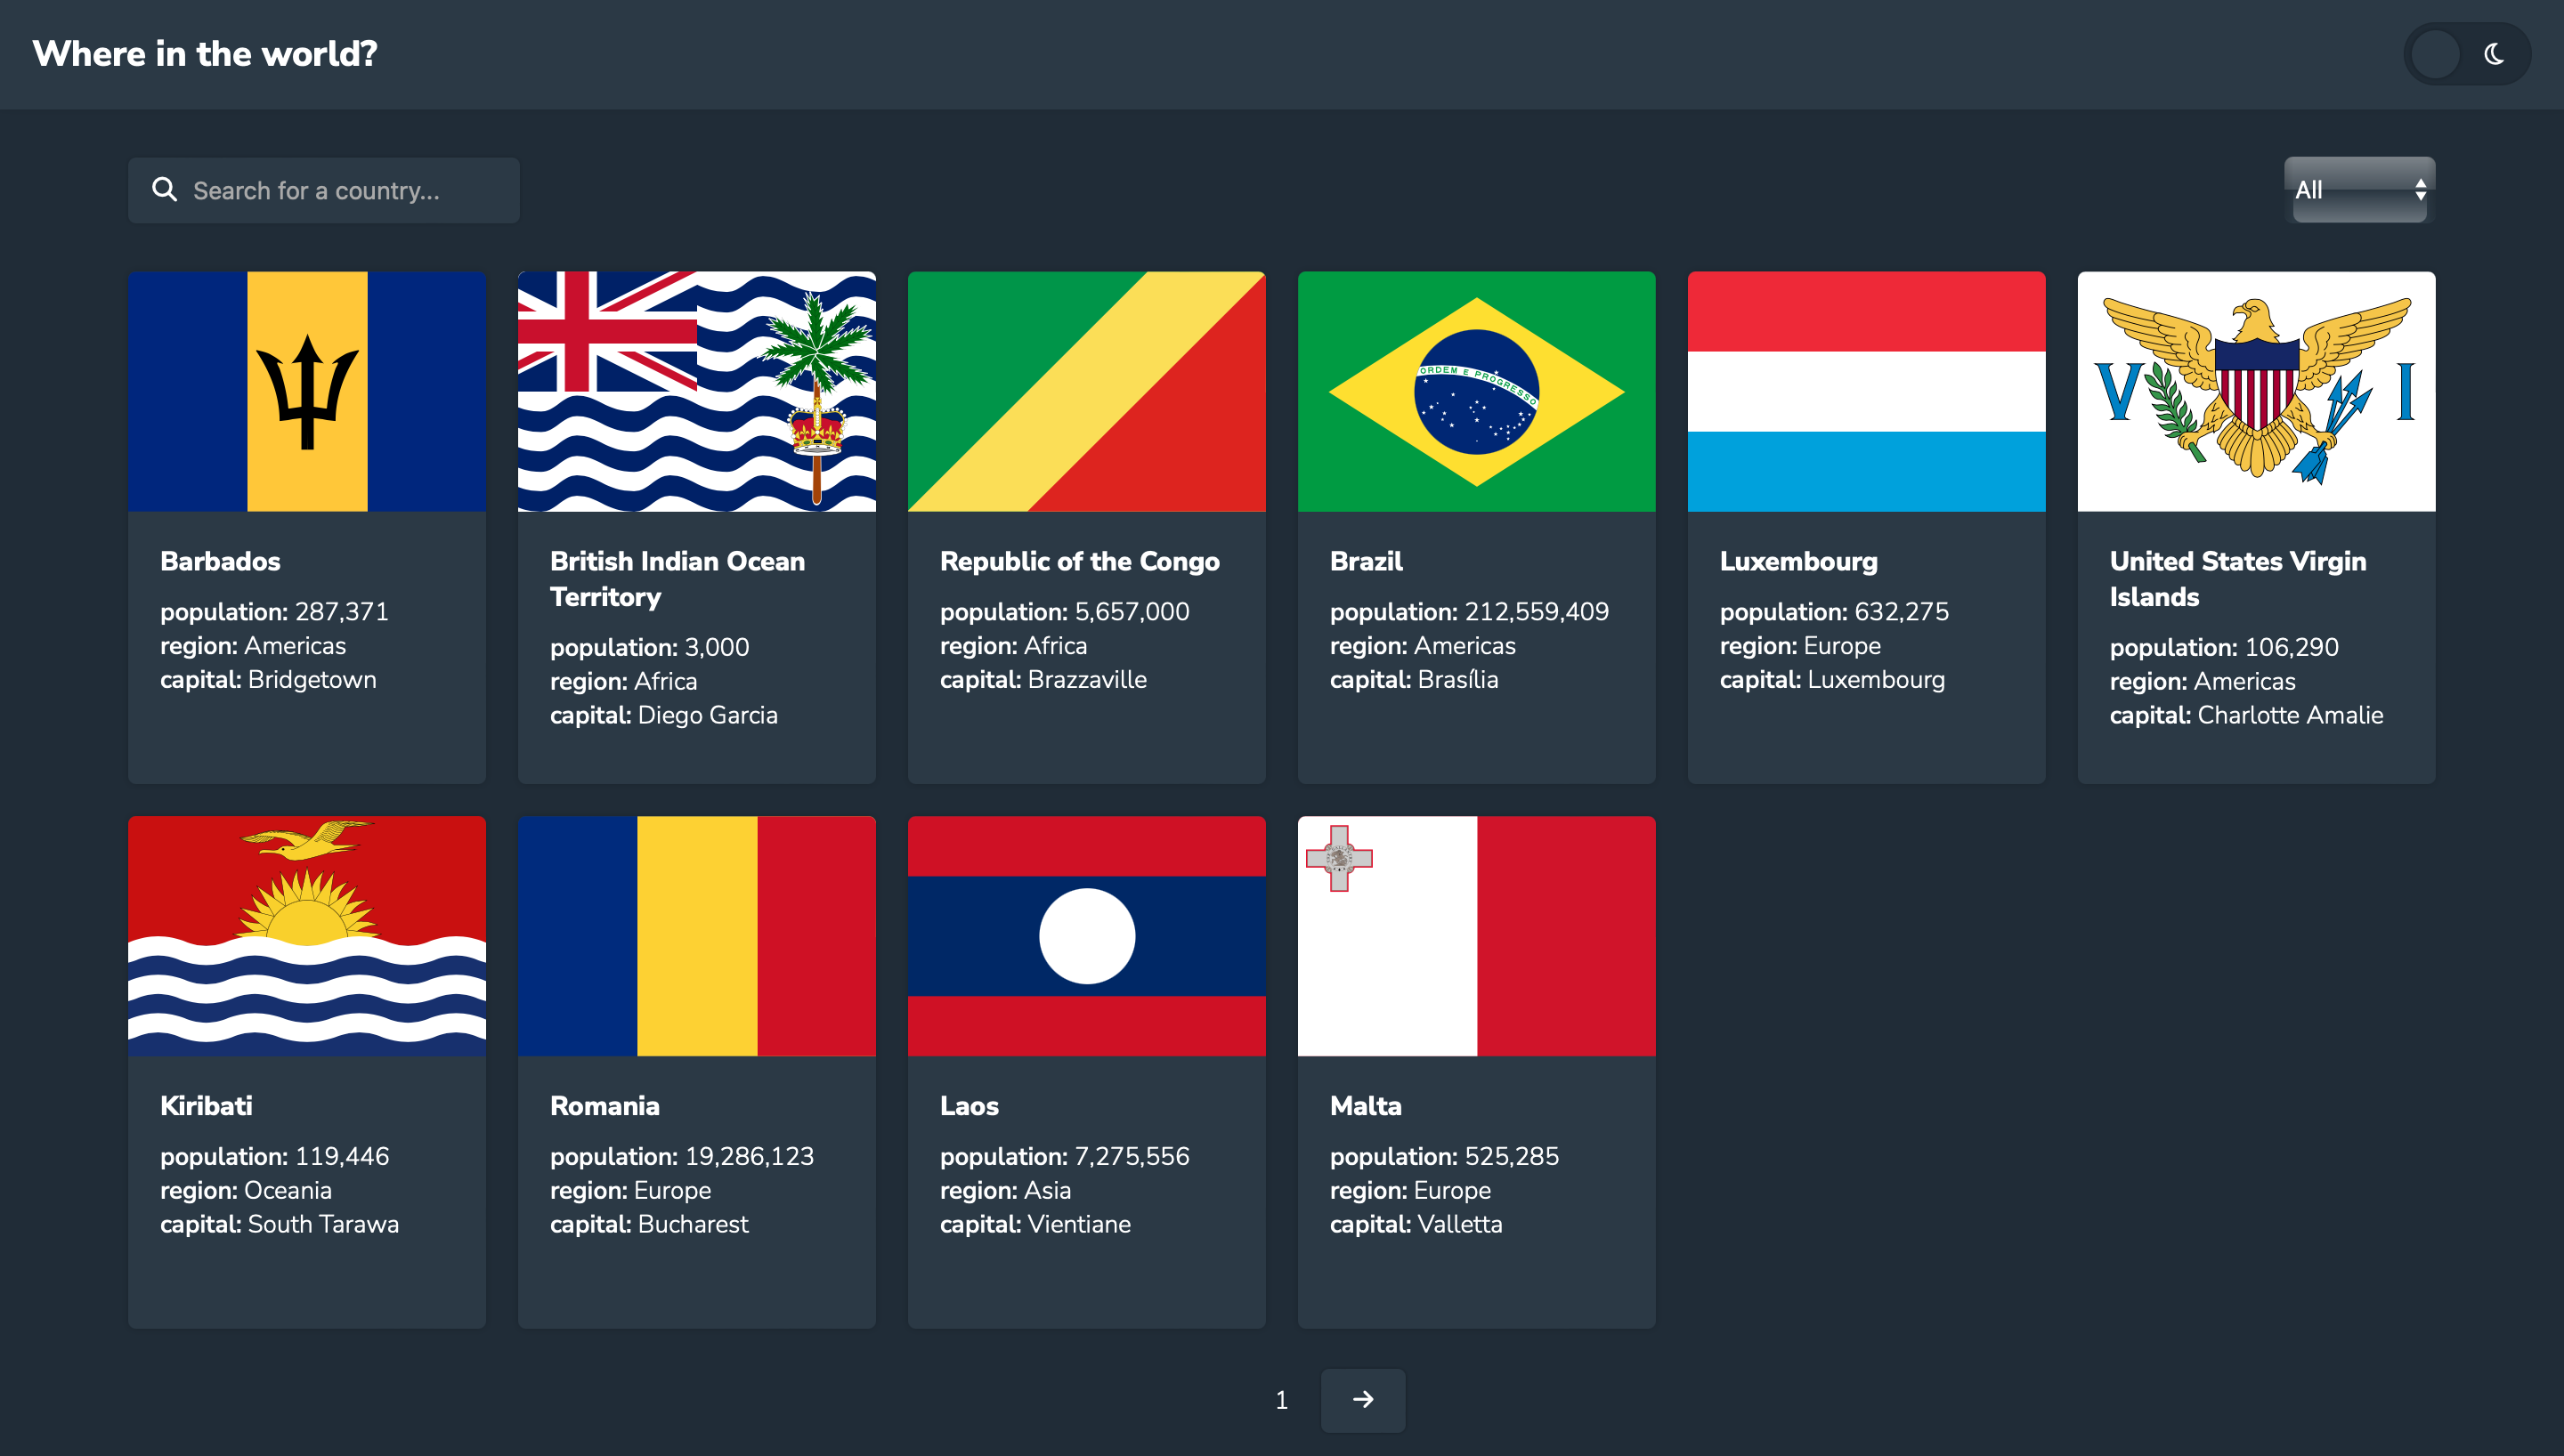 Where in the world?
Search for a country...
All
ORDEM E PROGRESSO
V I
Barbados
population: 287,371
region: Americas
capital: Bridgetown
British Indian Ocean
Territory
population: 3,000
region: Africa
capital: Diego Garcia
Republic of the Congo
population: 5,657,000
region: Africa
capital: Brazzaville
Brazil
population: 212,559,409
region: Americas
capital: Brasília
Luxembourg
population: 632,275
region: Europe
capital: Luxembourg
United States Virgin
Islands
population: 106,290
region: Americas
capital: Charlotte Amalie
Kiribati
population: 119,446
region: Oceania
capital: South Tarawa
Romania
population: 19,286,123
region: Europe
capital: Bucharest
Laos
population: 7,275,556
region: Asia
capital: Vientiane
Malta
population: 525,285
region: Europe
capital: Valletta
1